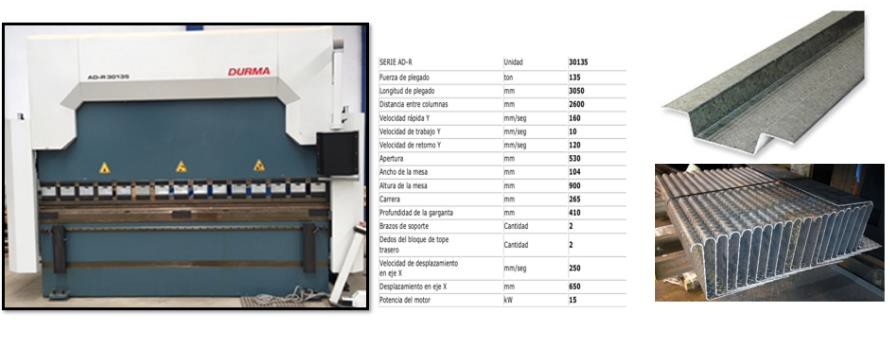 AD-R 30135
DURMA
SERIE AD-R Unidad 30135
Fuerza de plegado ton 135
Longitud de plegado mm 3050
Distancia entre columnas mm 2600
Velocidad rápida Y mm/seg 160
Velocidad de trabajo Y mm/seg 10
Velocidad de retorno Y mm/seg 120
Apertura mm 530
Ancho de la mesa mm 104
Altura de la mesa mm 900
Carrera mm 265
Profundidad de la garganta mm 410
Brazos de soporte Cantidad 2
Dedos del bloque de tope
trasero Cantidad 2
Velocidad de desplazamiento
en eje X mm/seg 250
Desplazamiento en eje X mm 650
Potencia del motor kW 15